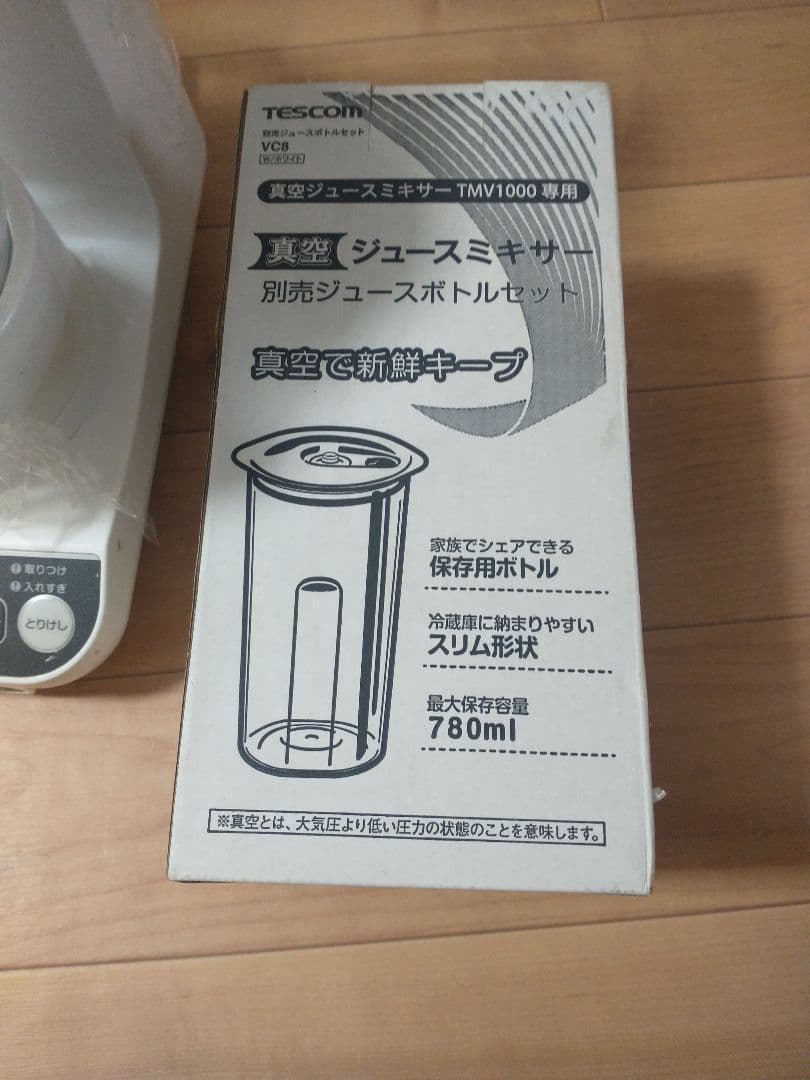 TESCOM
別売ジュースボトルセット
VC8
W/ホワイト
真空ジュースミキサー TMV1000 専用
真空 ジュースミキサー
別売ジュースボトルセット
真空で新鮮キープ
家族でシェアできる
保存用ボトル
冷蔵庫に納まりやすい
スリム形状
最大保存容量
780ml
※真空とは、大気圧より低い圧力の状態のことを意味します。
取りつけ
入れすぎ
とりけし